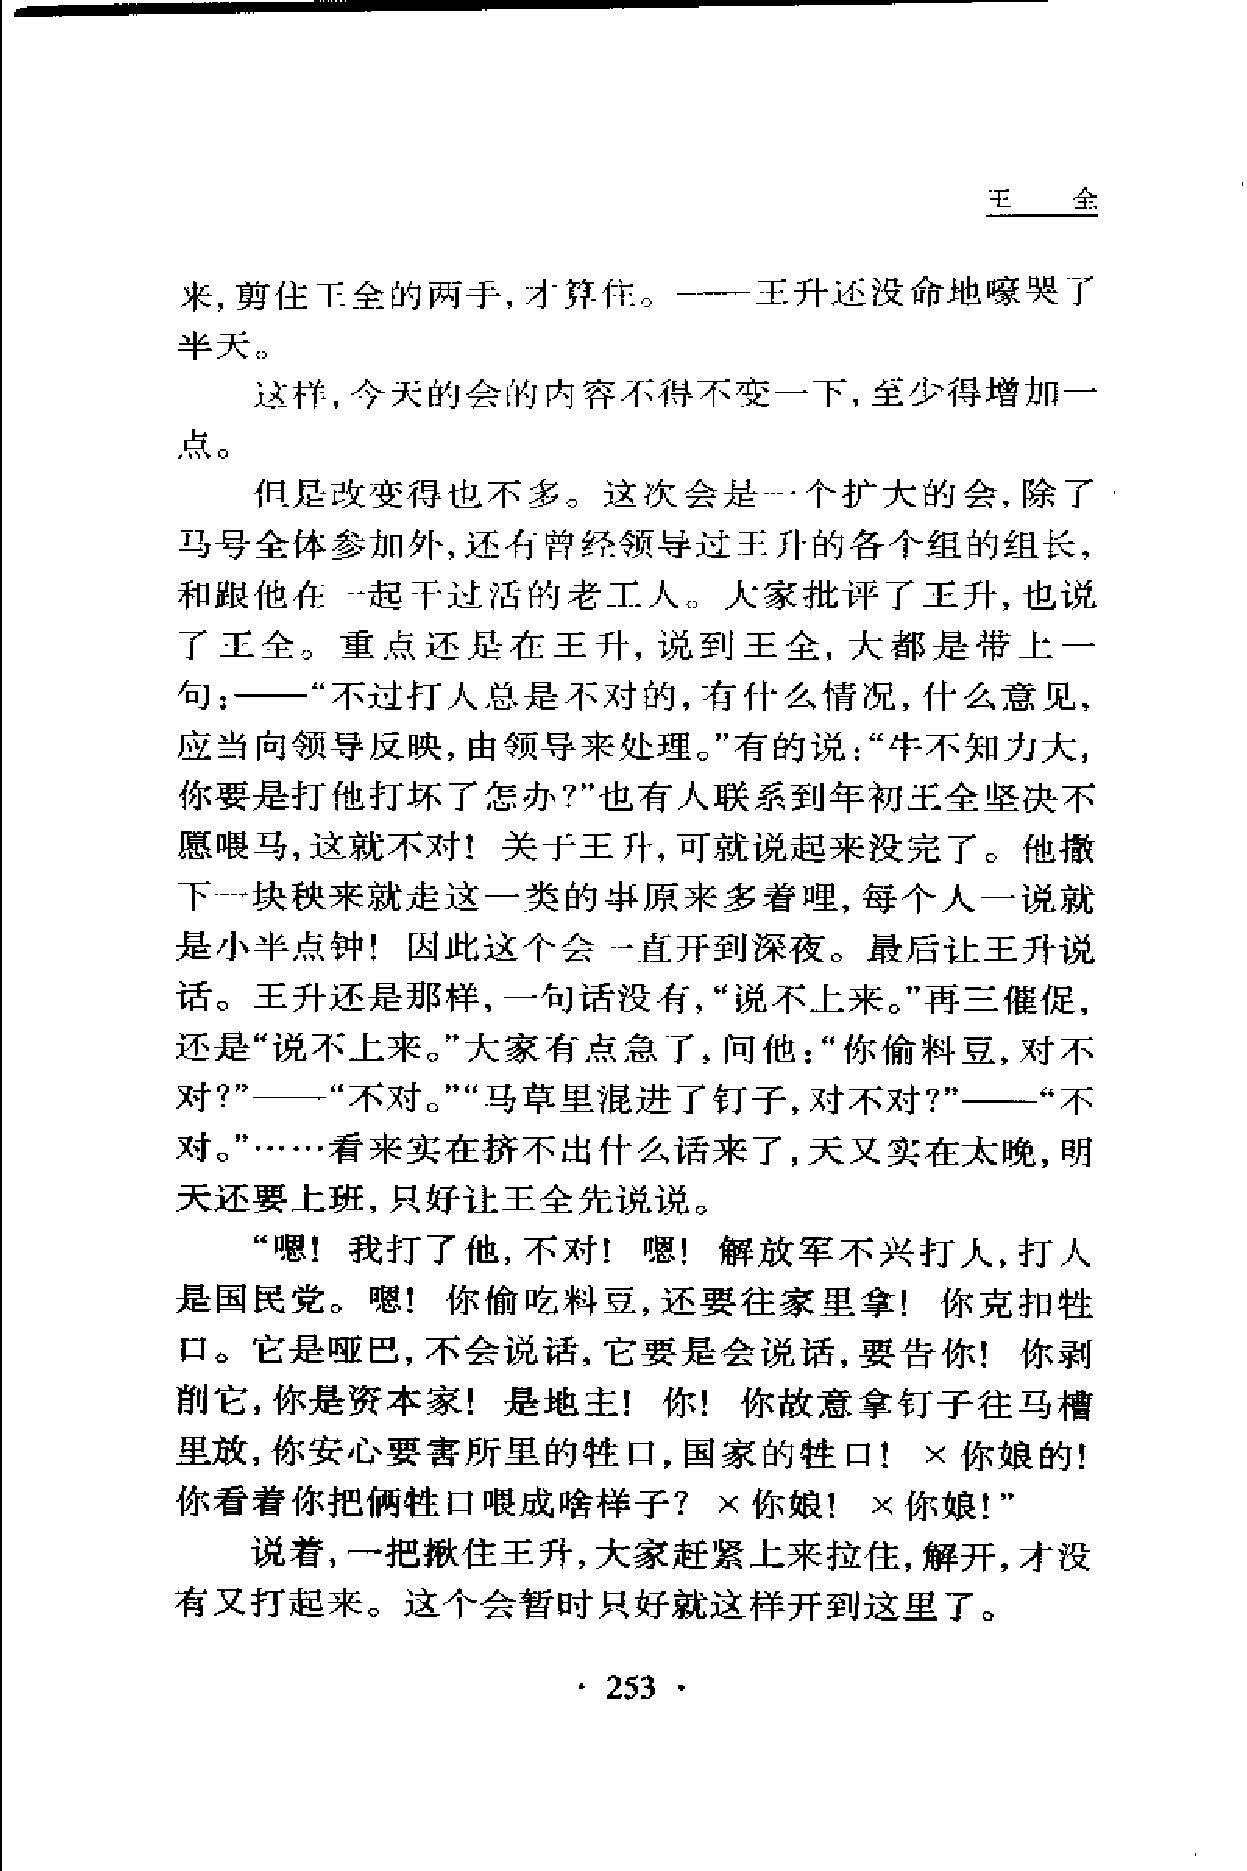 王　　全
来,剪住王全的两手,才算住。——王升还没命地嚎哭了
半天。
这样,今天的会的内容不得不变一下,至少得增加一
点。
但是改变得也不多。这次会是一个扩大的会,除了
马号全体参加外,还有曾经领导过王升的各个组的组长,
和跟他在一起干过活的老工人。大家批评了王升,也说
了王全。重点还是在王升,说到王全,大都是带上一
句:——“不过打人总是不对的,有什么情况,什么意见,
应当向领导反映,由领导来处理。”有的说:“牛不知力大,
你要是打他打坏了怎办?”也有人联系到年初王全坚决不
愿喂马,这就不对! 关于王升,可就说起来没完了。他撒
下一块秧来就走这一类的事原来多着哩,每个人一说就
是小半点钟! 因此这个会一直开到深夜。最后让王升说
话。王升还是那样,一句话没有,“说不上来。”再三催促,
还是“说不上来。”大家有点急了,问他:“你偷料豆,对不
对?”——“不对。”“马草里混进了钉子,对不对?”——“不
对。”……看来实在挤不出什么话来了,天又实在太晚,明
天还要上班,只好让王全先说说。
“嗯! 我打了他,不对! 嗯! 解放军不兴打人,打人
是国民党。嗯! 你偷吃料豆,还要往家里拿! 你克扣牲
口。它是哑巴,不会说话,它要是会说话,要告你! 你剥
削它,你是资本家! 是地主! 你! 你故意拿钉子往马槽
里放,你安心要害所里的牲口,国家的牲口! ×你娘的!
你看着你把俩牲口喂成啥样子? ×你娘! ×你娘!”
说着,一把揪住王升,大家赶紧上来拉住,解开,才没
有又打起来。这个会暂时只好就这样开到这里了。
· 253 ·